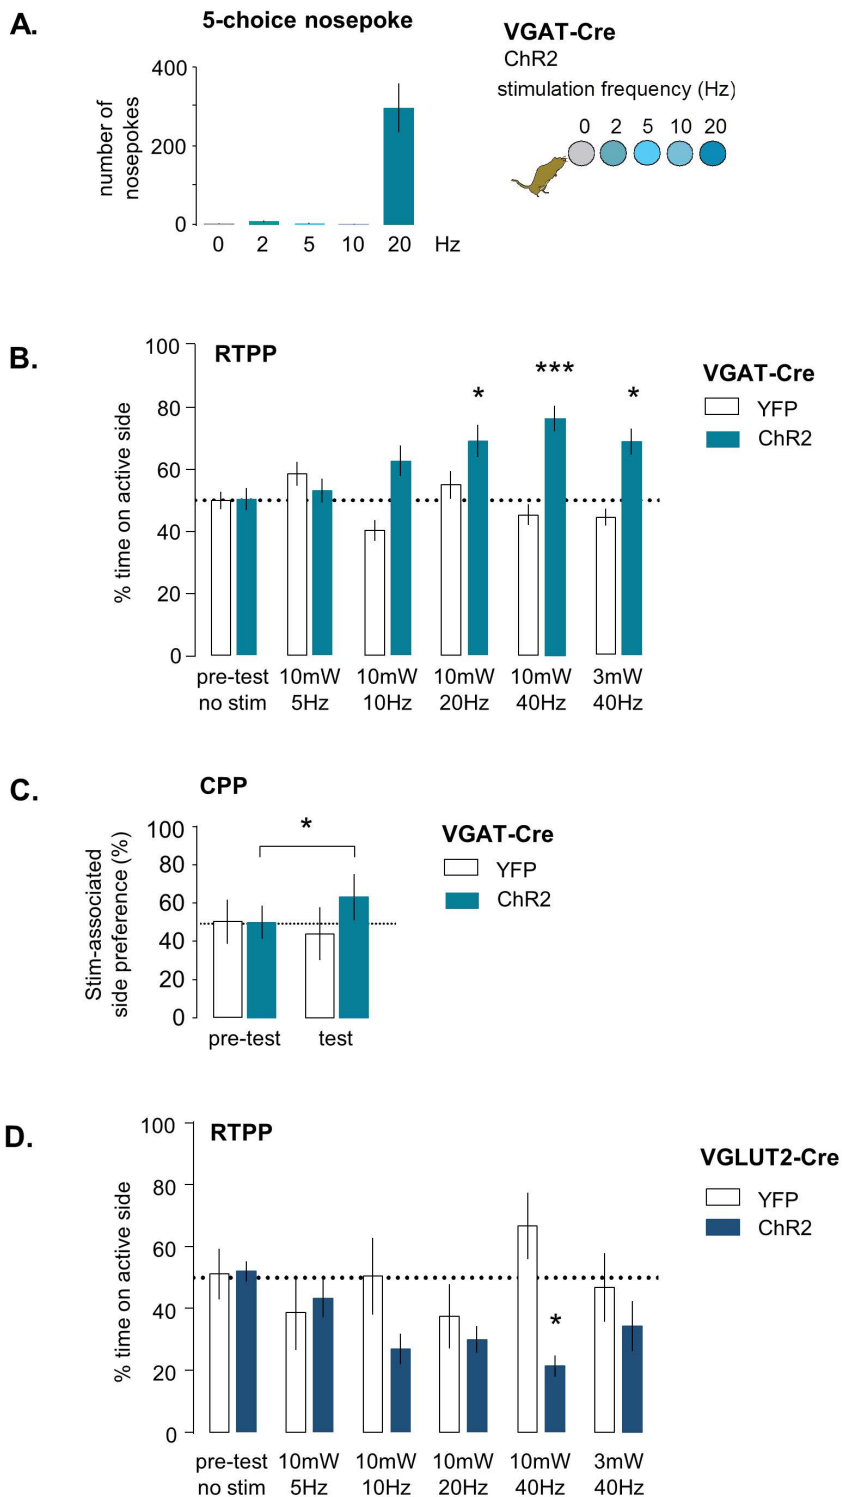 A.
5-choice nosepoke
number of
nosepokes
400
200
0
0 2 5 10 20 Hz
VGAT-Cre
ChR2
stimulation frequency (Hz)
0 2 5 10 20
B.
RTPP
% time on active side
100
80
60
40
20
0
* *** *
pre-test 10mW 10mW 10mW 10mW 3mW
no stim 5Hz 10Hz 20Hz 40Hz 40Hz
VGAT-Cre
YFP
ChR2
C.
CPP
Stim-associated
side preference (%)
100
80
60
40
20
0
*
pre-test test
VGAT-Cre
YFP
ChR2
D.
RTPP
% time on active side
100
80
60
40
20
0
*
pre-test 10mW 10mW 10mW 10mW 3mW
no stim 5Hz 10Hz 20Hz 40Hz 40Hz
VGLUT2-Cre
YFP
ChR2